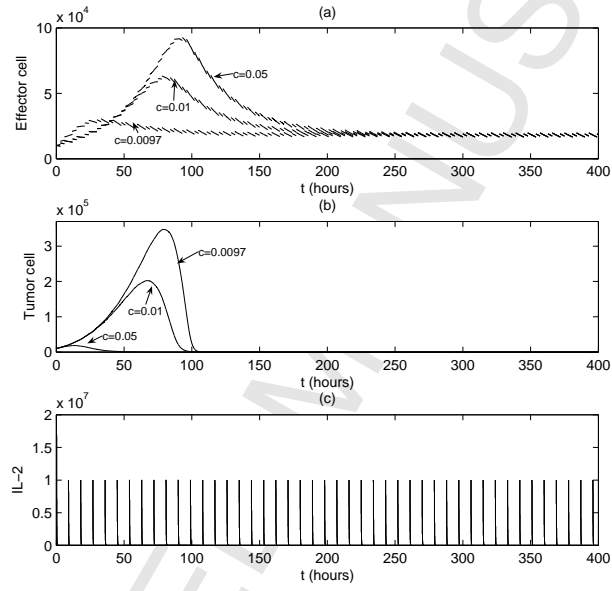 (a)
x 10^4
10
5
0
Effector cell
c=0.05
c=0.01
c=0.0097
0 50 100 150 200 250 300 350 400
t (hours)
(b)
x 10^5
3
2
1
0
Tumor cell
c=0.0097
c=0.01
c=0.05
0 50 100 150 200 250 300 350 400
t (hours)
(c)
x 10^7
2
1.5
1
0.5
0
IL−2
0 50 100 150 200 250 300 350 400
t (hours)